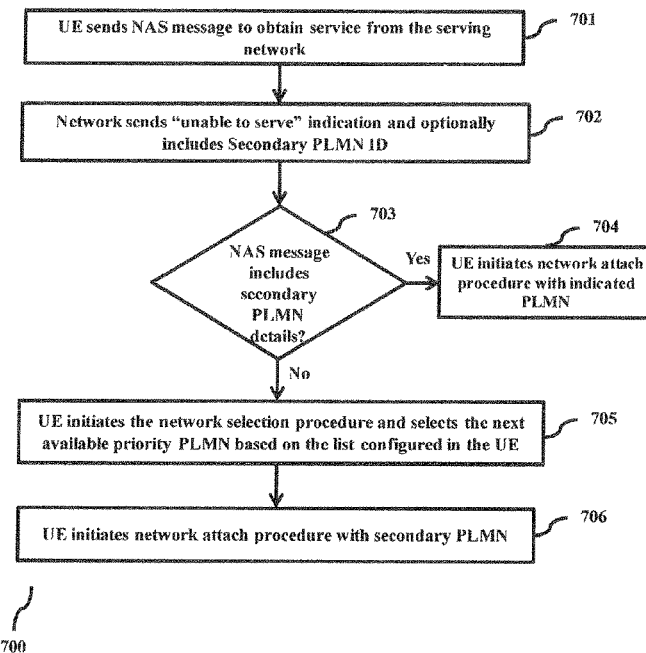 UE sends NAS message to obtain service from the serving
network
701
Network sends “unable to serve” indication and optionally
includes Secondary PLMN ID
702
703
NAS message
includes
secondary
PLMN
details?
Yes
704
UE initiates network attach
procedure with indicated
PLMN
No
UE initiates the network selection procedure and selects the next
available priority PLMN based on the list configured in the UE
705
UE initiates network attach procedure with secondary PLMN
706
700